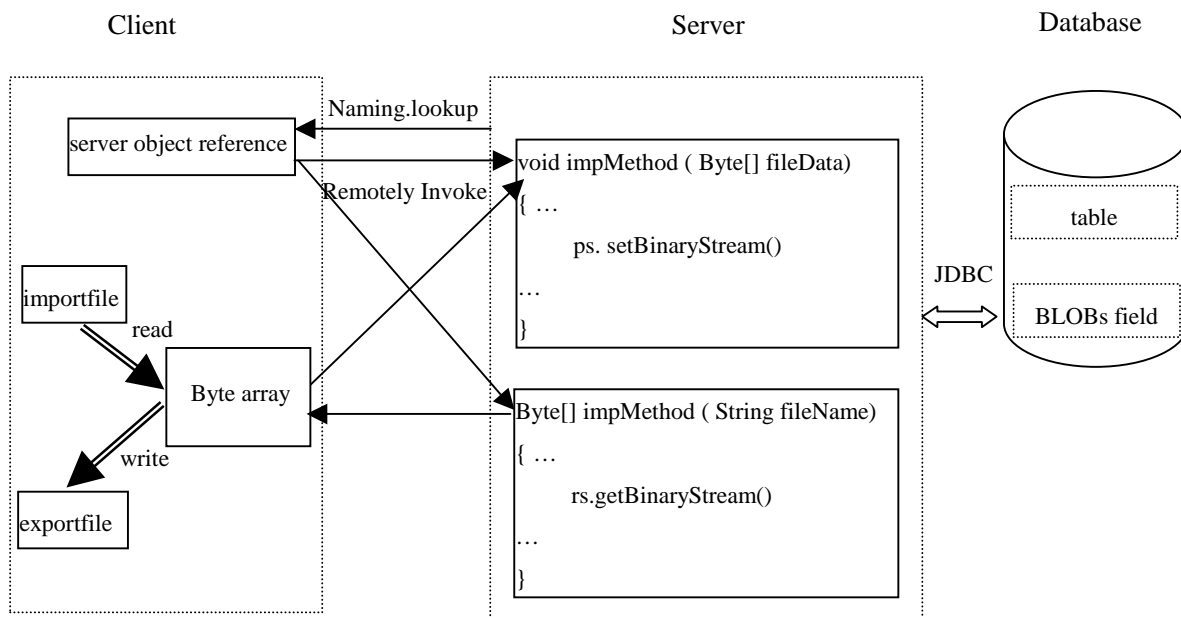 Client
Server
Database
Naming.lookup
server object reference
Remotely Invoke
void impMethod ( Byte[] fileData)
{ …
ps. setBinaryStream()
…
}
importfile
read
Byte array
write
exportfile
Byte[] impMethod ( String fileName)
{ …
rs.getBinaryStream()
…
}
JDBC
table
BLOBs field